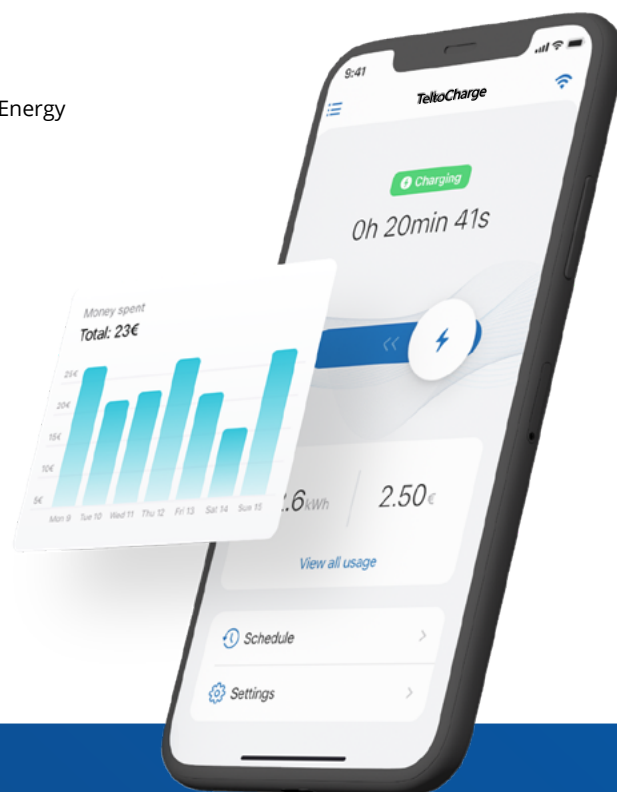 Energy
9:41
TeltoCharge
Charging
0h 20min 41s
Money spent
Total: 23€
25€
20€
15€
10€
5€
Mon 9 Tue 10 Wed 11 Thu 12 Fri 13 Sat 14 Sun 15
.6 kWh
2.50 €
View all usage
Schedule
Settings